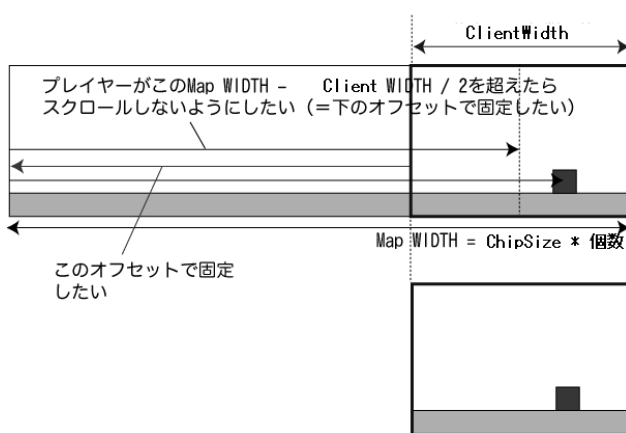 ClientWidth
プレイヤーがこのMap WIDTH - Client WIDTH / 2を超えたら
スクロールしないようにしたい（=下のオフセットで固定したい）
Map WIDTH = ChipSize * 個数
このオフセットで固定
したい